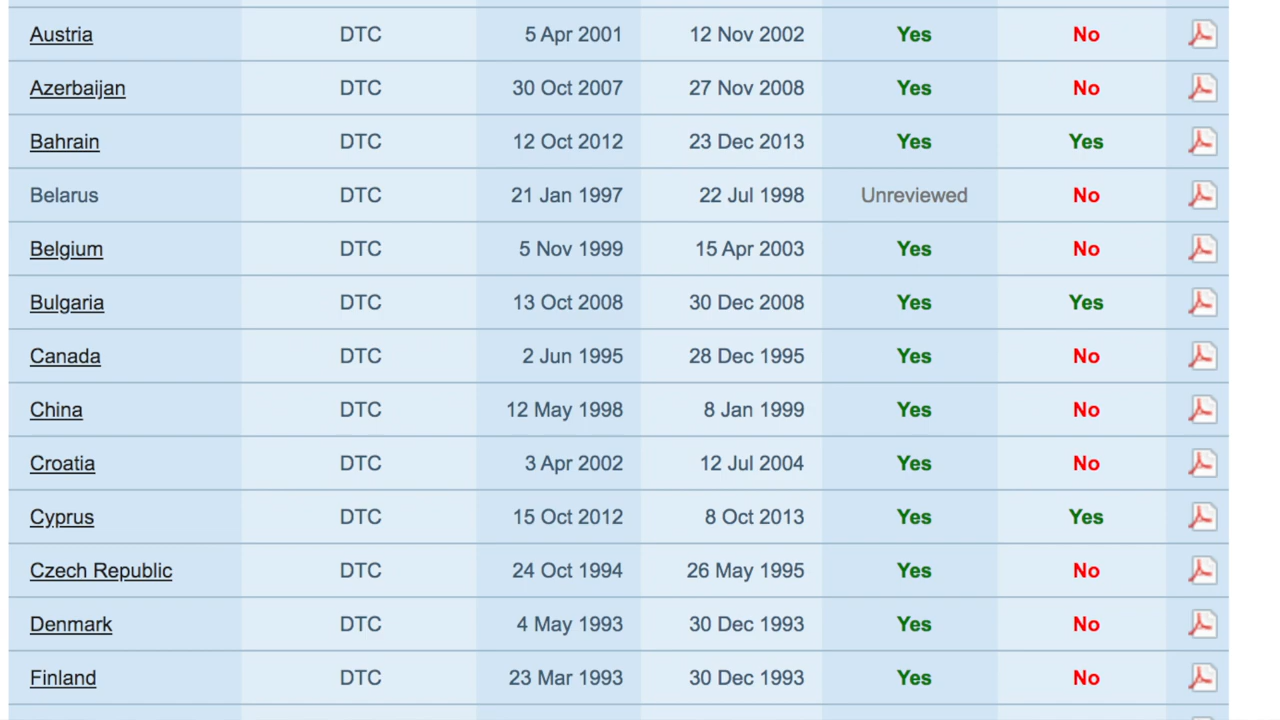 Austria DTC 5 Apr 2001 12 Nov 2002 Yes No
Azerbaijan DTC 30 Oct 2007 27 Nov 2008 Yes No
Bahrain DTC 12 Oct 2012 23 Dec 2013 Yes Yes
Belarus DTC 21 Jan 1997 22 Jul 1998 Unreviewed No
Belgium DTC 5 Nov 1999 15 Apr 2003 Yes No
Bulgaria DTC 13 Oct 2008 30 Dec 2008 Yes Yes
Canada DTC 2 Jun 1995 28 Dec 1995 Yes No
China DTC 12 May 1998 8 Jan 1999 Yes No
Croatia DTC 3 Apr 2002 12 Jul 2004 Yes No
Cyprus DTC 15 Oct 2012 8 Oct 2013 Yes Yes
Czech Republic DTC 24 Oct 1994 26 May 1995 Yes No
Denmark DTC 4 May 1993 30 Dec 1993 Yes No
Finland DTC 23 Mar 1993 30 Dec 1993 Yes No